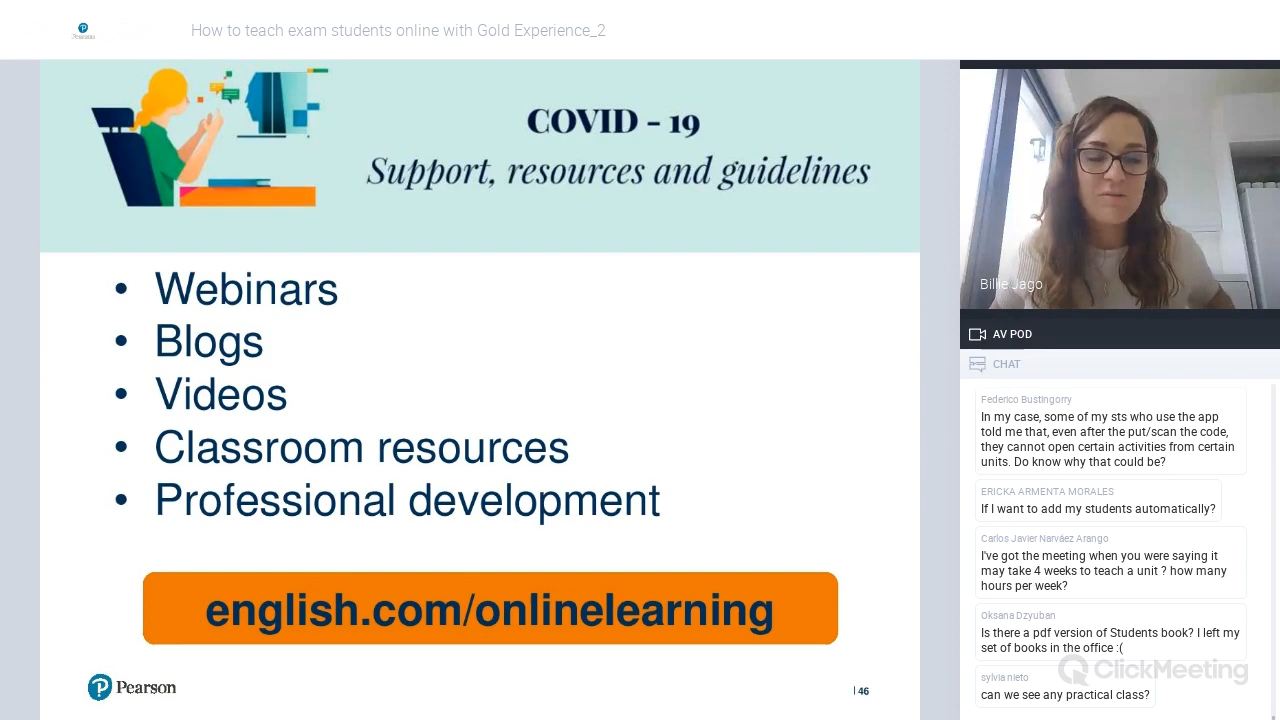 Pearson
How to teach exam students online with Gold Experience_2
COVID - 19
Support, resources and guidelines
• Webinars
• Blogs
• Videos
• Classroom resources
• Professional development
english.com/onlinelearning
Pearson
46
Billie Jago
AV POD
CHAT
Federico Bustingorry
In my case, some of my sts who use the app
told me that, even after the put/scan the code,
they cannot open certain activities from certain
units. Do know why that could be?
ERICKA ARMENTA MORALES
If I want to add my students automatically?
Carlos Javier Narváez Arango
I've got the meeting when you were saying it
may take 4 weeks to teach a unit ? how many
hours per week?
Oksana Dzyuban
Is there a pdf version of Students book? I left my
set of books in the office :(
ClickMeeting
sylvia nieto
can we see any practical class?